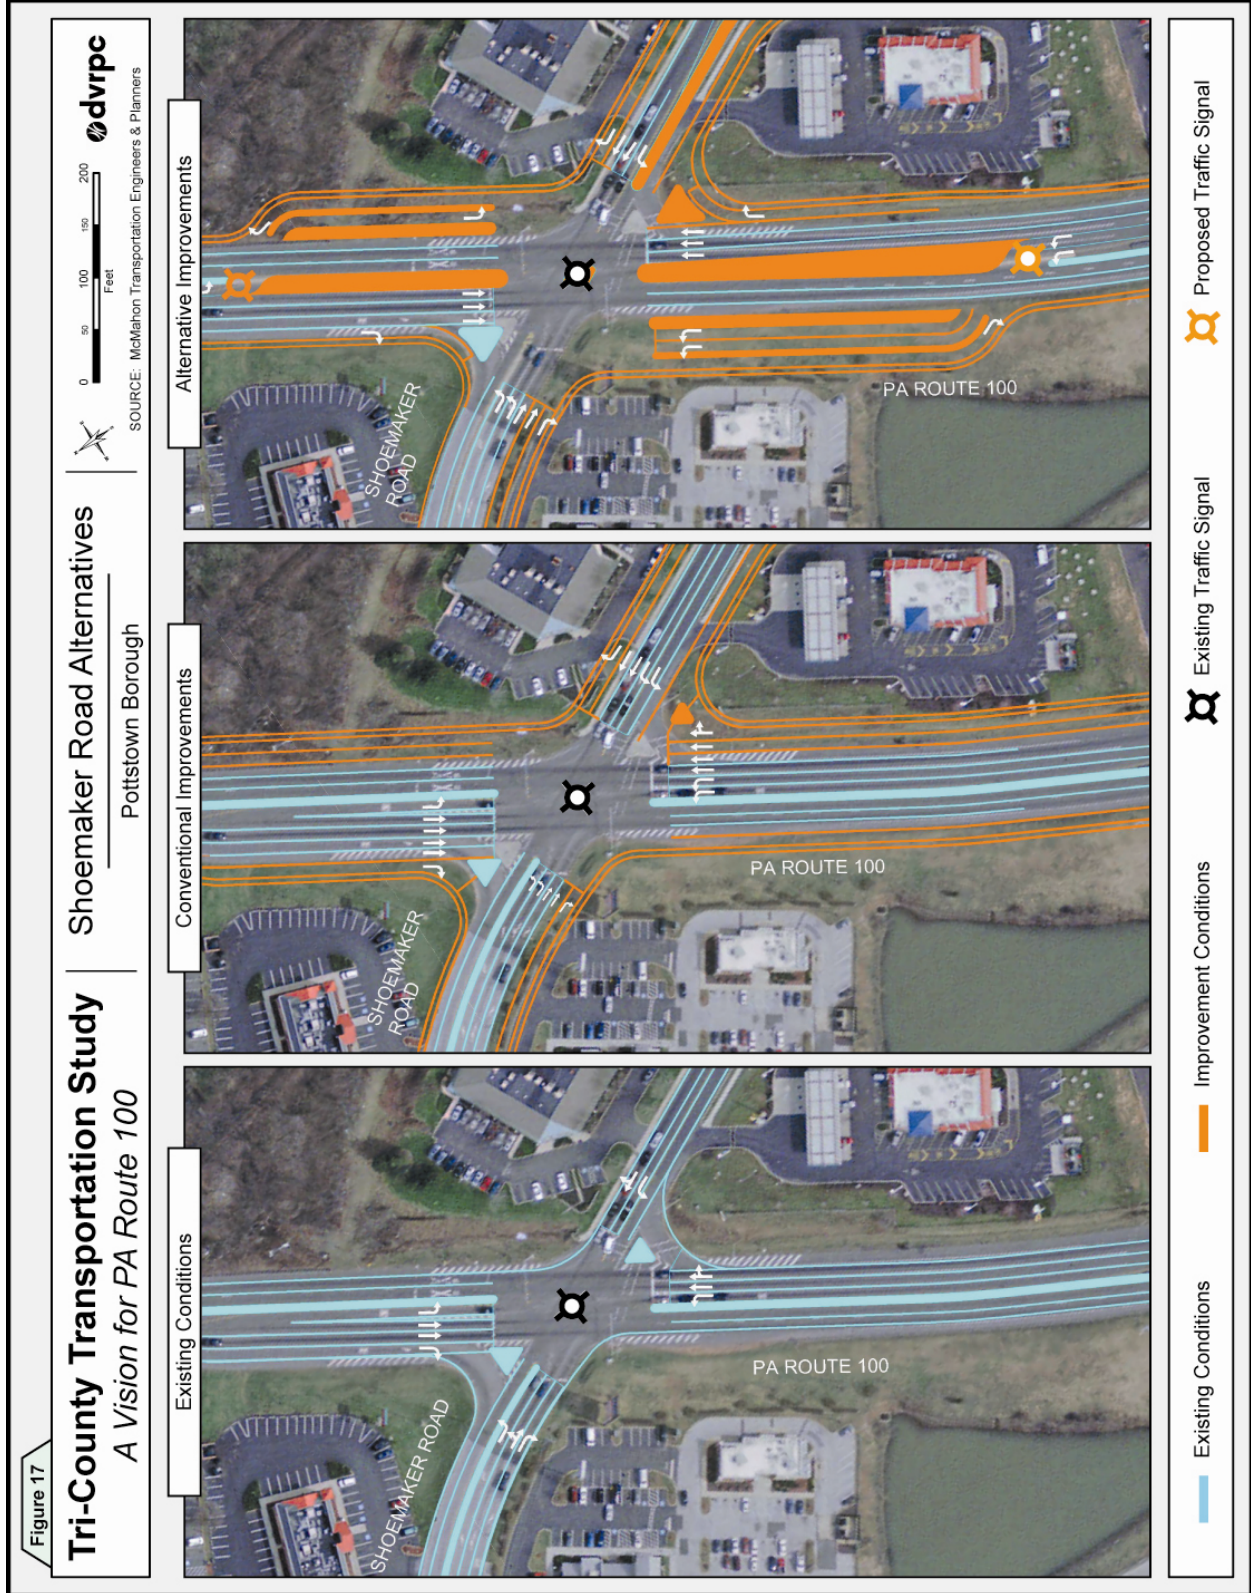 Figure 17
Tri-County Transportation Study
A Vision for PA Route 100
Shoemaker Road Alternatives
Pottstown Borough
0 50 100 150 200
Feet
dvrpc
SOURCE: McMahon Transportation Engineers & Planners
Existing Conditions
SHOEMAKER ROAD
PA ROUTE 100
Conventional Improvements
SHOEMAKER
ROAD
PA ROUTE 100
Alternative Improvements
SHOEMAKER
ROAD
PA ROUTE 100
Existing Conditions
Improvement Conditions
Existing Traffic Signal
Proposed Traffic Signal